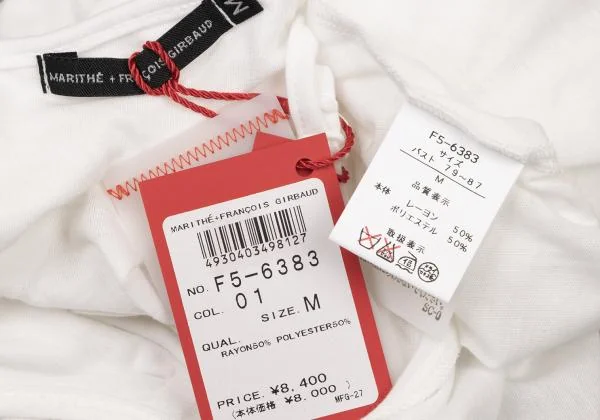 MARITHÉ + FRANÇOIS GIRBAUD
M
MARITHÉ+FRANÇOIS GIRBAUD
4930403498127
NO. F5-6383
COL. 01
SIZE. M
QUAL.
RAYON50% POLYESTER50%
PRICE. ¥8,400
(本体価格 ¥8,000 )
MFG-27
F5-6383
サイズ
バスト 79~87
M
品質表示
本体
レーヨン 50%
ポリエステル 50%
取扱表示
SC-0